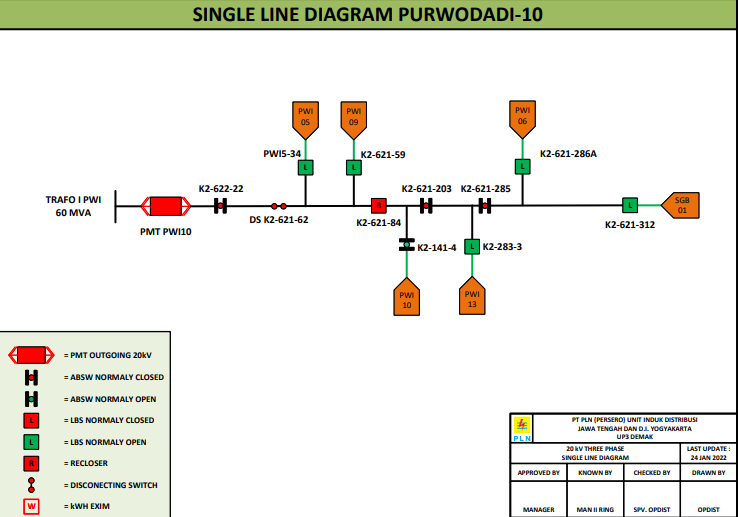 SINGLE LINE DIAGRAM PURWODADI-10
PWI
05
PWI
09
PWI
06
PWI5-34
L
L
K2-621-59
L
K2-621-286A
TRAFO I PWI
60 MVA
K2-622-22
K2-621-203
K2-621-285
PMT PWI10
DS K2-621-62
R
K2-621-84
L
K2-621-312
SGB
01
K2-141-4
L
K2-283-3
PWI
10
PWI
13
= PMT OUTGOING 20kV
= ABSW NORMALY CLOSED
= ABSW NORMALY OPEN
L
= LBS NORMALY CLOSED
L
= LBS NORMALY OPEN
R
= RECLOSER
= DISCONECTING SWITCH
W
= kWH EXIM
PLN
PT PLN (PERSERO) UNIT INDUK DISTRIBUSI
JAWA TENGAH DAN D.I. YOGYAKARTA
UP3 DEMAK
20 kV THREE PHASE
SINGLE LINE DIAGRAM
LAST UPDATE :
24 JAN 2022
APPROVED BY
KNOWN BY
CHECKED BY
DRAWN BY
MANAGER
MAN II RING
SPV. OPDIST
OPDIST